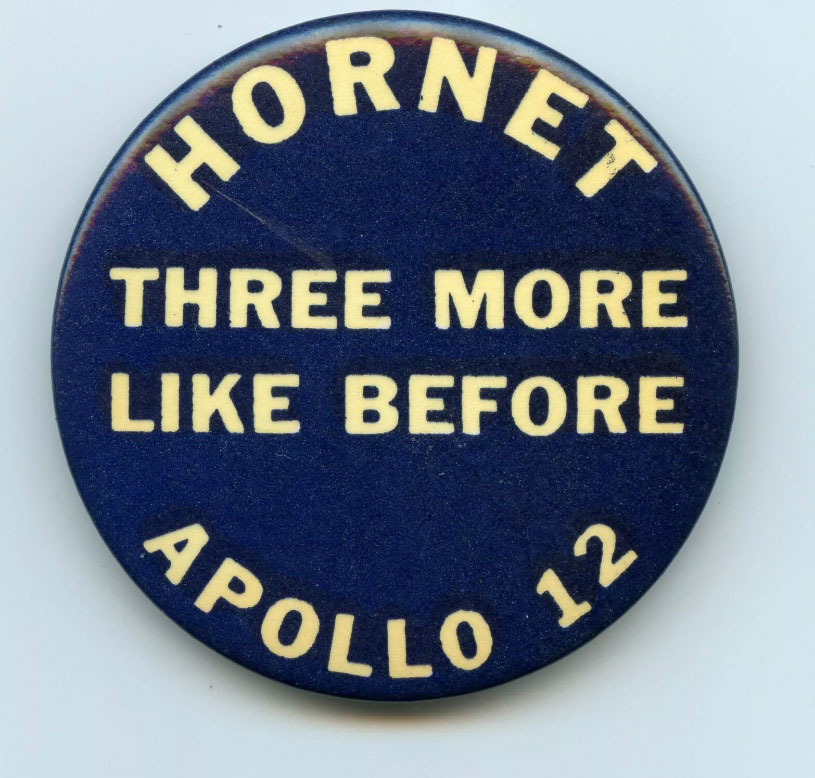 HORNET
THREE MORE
LIKE BEFORE
APOLLO 12